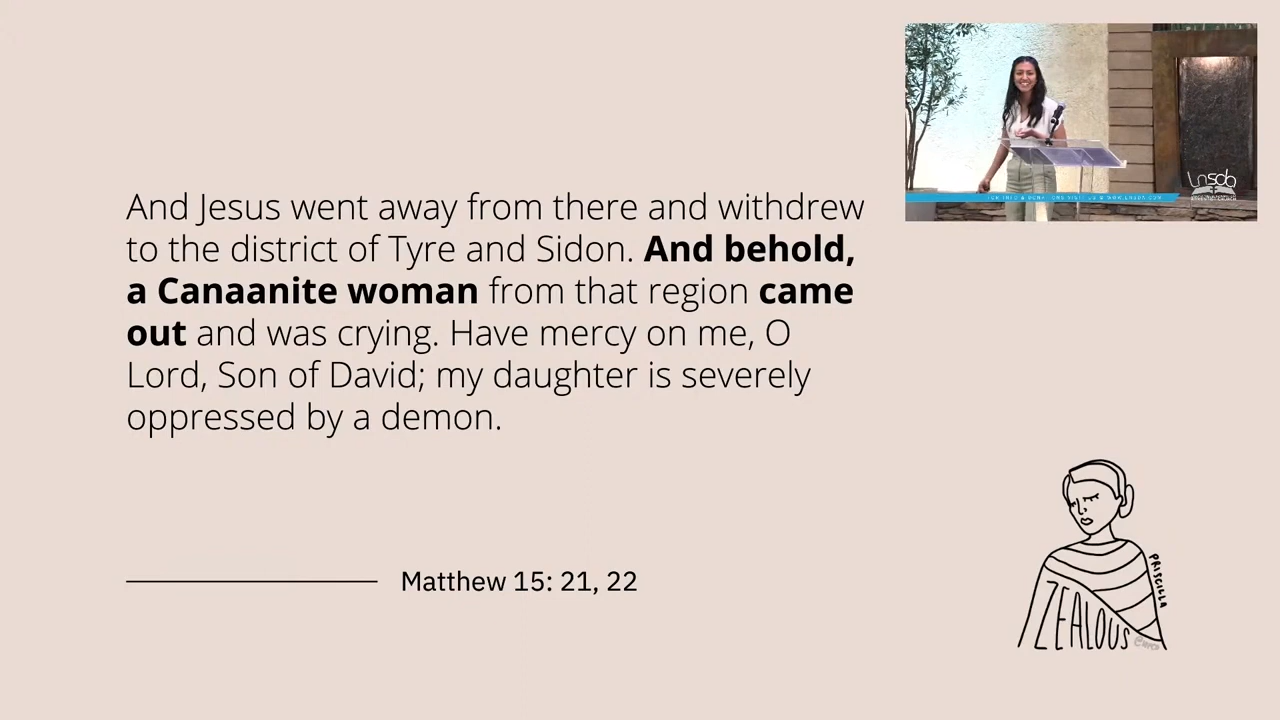 And Jesus went away from there and withdrew
to the district of Tyre and Sidon. And behold,
a Canaanite woman from that region came
out and was crying. Have mercy on me, O
Lord, Son of David; my daughter is severely
oppressed by a demon.
Matthew 15: 21, 22
PRISCILLA
ZEALOUS